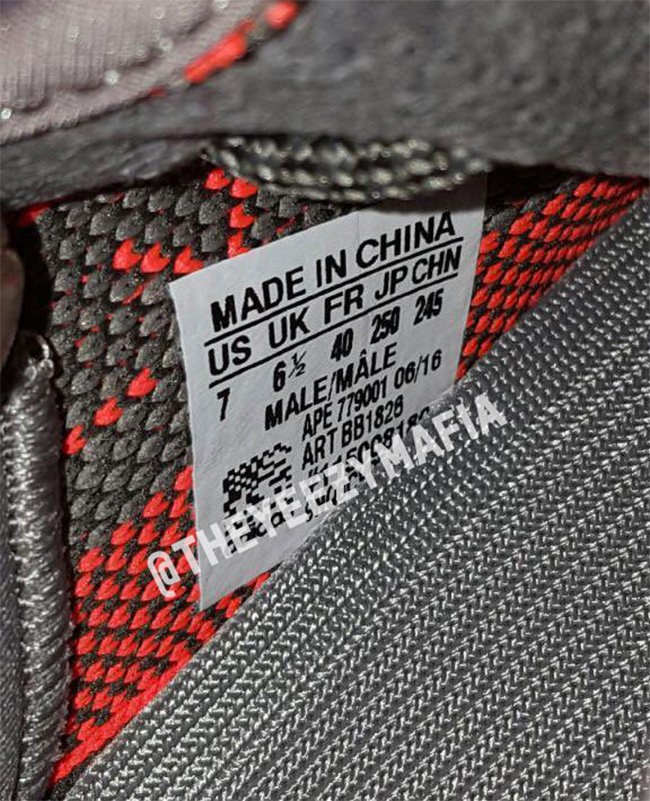 MADE IN CHINA
US UK FR JP CHN
7 6½ 40 250 245
MALE/MÂLE
APE 779001 06/16
ART BB1826
@THEYEEZYMAFIA